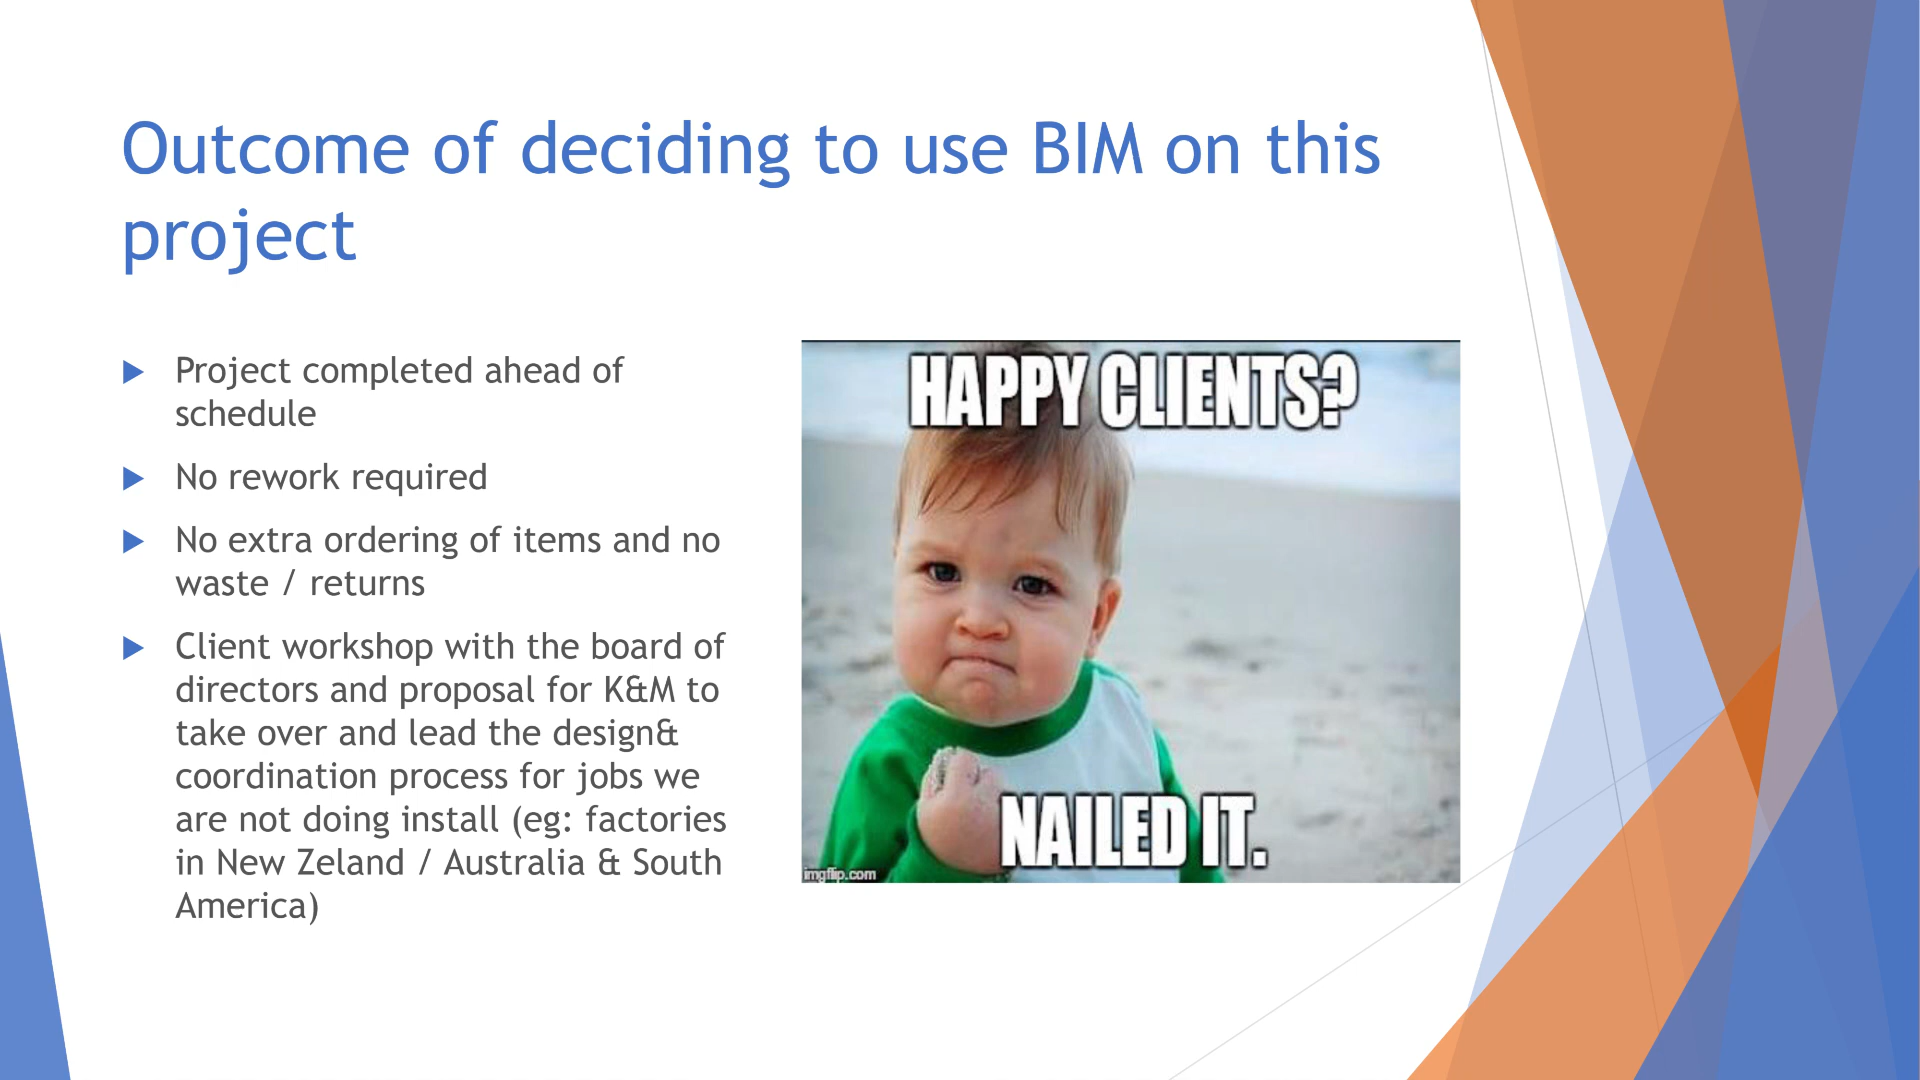 Outcome of deciding to use BIM on this
project
Project completed ahead of
schedule
No rework required
No extra ordering of items and no
waste / returns
Client workshop with the board of
directors and proposal for K&M to
take over and lead the design&
coordination process for jobs we
are not doing install (eg: factories
in New Zeland / Australia & South
America)
HAPPY CLIENTS?
NAILED IT.
imgflip.com